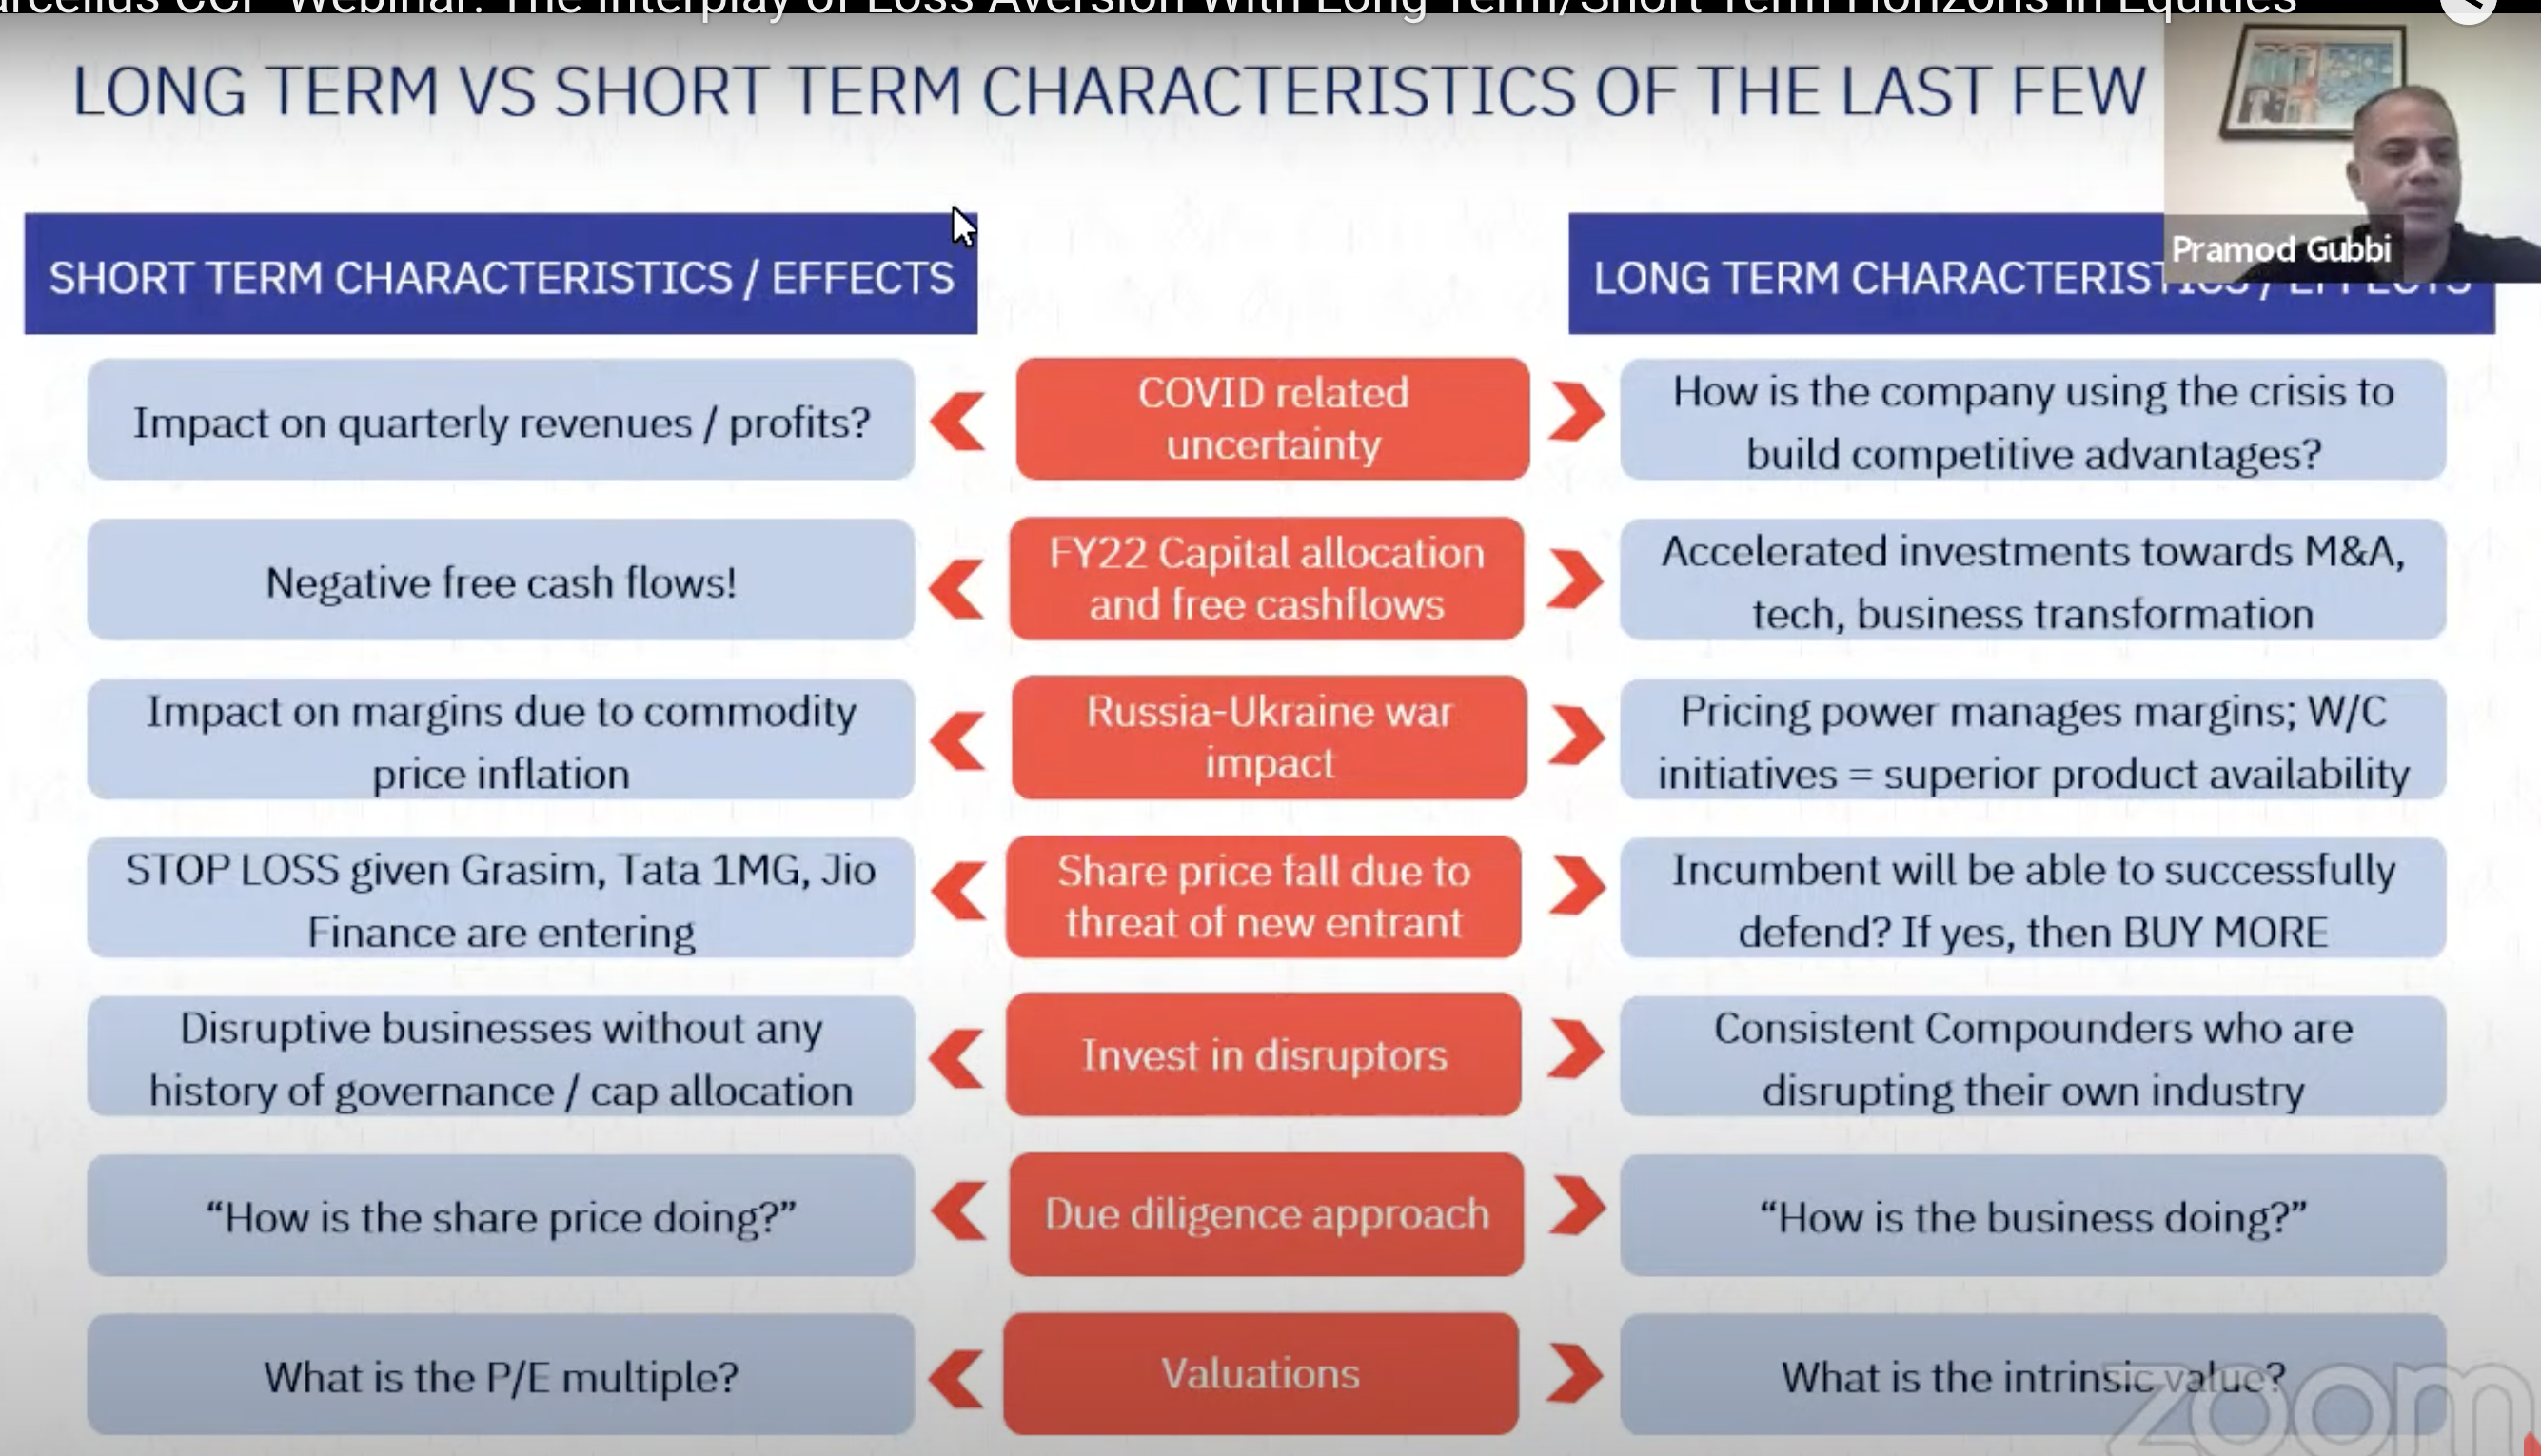 CCP Webinar: The Interplay of Loss Aversion With Long Term/Short Term Horizons in Equities
LONG TERM VS SHORT TERM CHARACTERISTICS OF THE LAST FEW
Pramod Gubbi
SHORT TERM CHARACTERISTICS / EFFECTS
LONG TERM CHARACTERISTICS / EFFECTS
Impact on quarterly revenues / profits?
COVID related
uncertainty
How is the company using the crisis to
build competitive advantages?
Negative free cash flows!
FY22 Capital allocation
and free cashflows
Accelerated investments towards M&A,
tech, business transformation
Impact on margins due to commodity
price inflation
Russia-Ukraine war
impact
Pricing power manages margins; W/C
initiatives = superior product availability
STOP LOSS given Grasim, Tata 1MG, Jio
Finance are entering
Share price fall due to
threat of new entrant
Incumbent will be able to successfully
defend? If yes, then BUY MORE
Disruptive businesses without any
history of governance / cap allocation
Invest in disruptors
Consistent Compounders who are
disrupting their own industry
“How is the share price doing?”
Due diligence approach
“How is the business doing?”
What is the P/E multiple?
Valuations
What is the intrinsic value?
zoom